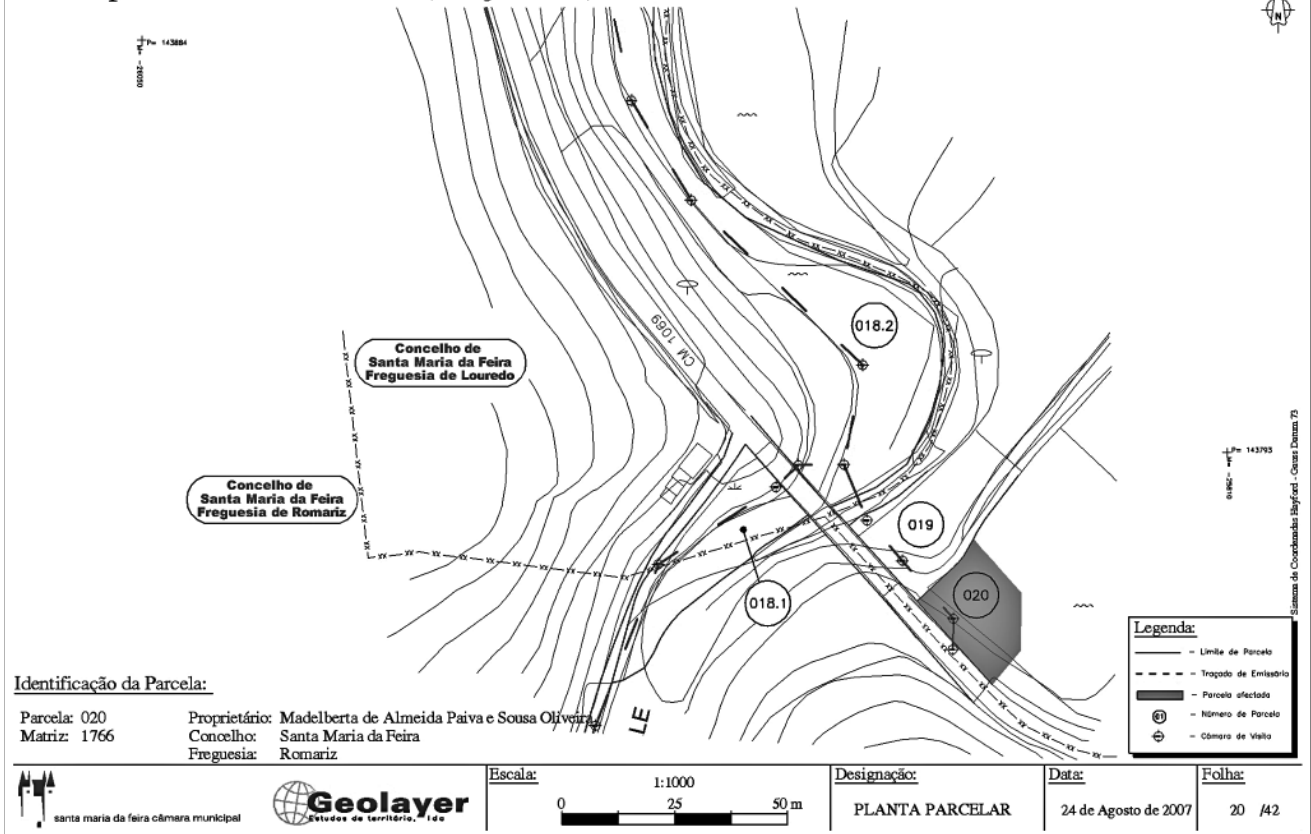 N
P= 143884
M= -26050
018.2
CM 1069
Concelho de
Santa Maria da Feira
Freguesia de Louredo
Concelho de
Santa Maria da Feira
Freguesia de Romariz
P= 143793
M= -25810
Sistema de Coordenadas Hayford - Gauss Datum 73
019
020
018.1
LE
Legenda:
- Limite de Parcela
- Traçado de Emissário
- Parcela afectada
01 - Número de Parcela
- Câmara de Visita
Identificação da Parcela:
Parcela: 020
Matriz: 1766
Proprietário: Madelberta de Almeida Paiva e Sousa Oliveira
Concelho: Santa Maria da Feira
Freguesia: Romariz
santa maria da feira câmara municipal
Geolayer
Estudos de território, lda
Escala:
1:1000
0 25 50 m
Designação:
PLANTA PARCELAR
Data:
24 de Agosto de 2007
Folha:
20 /42